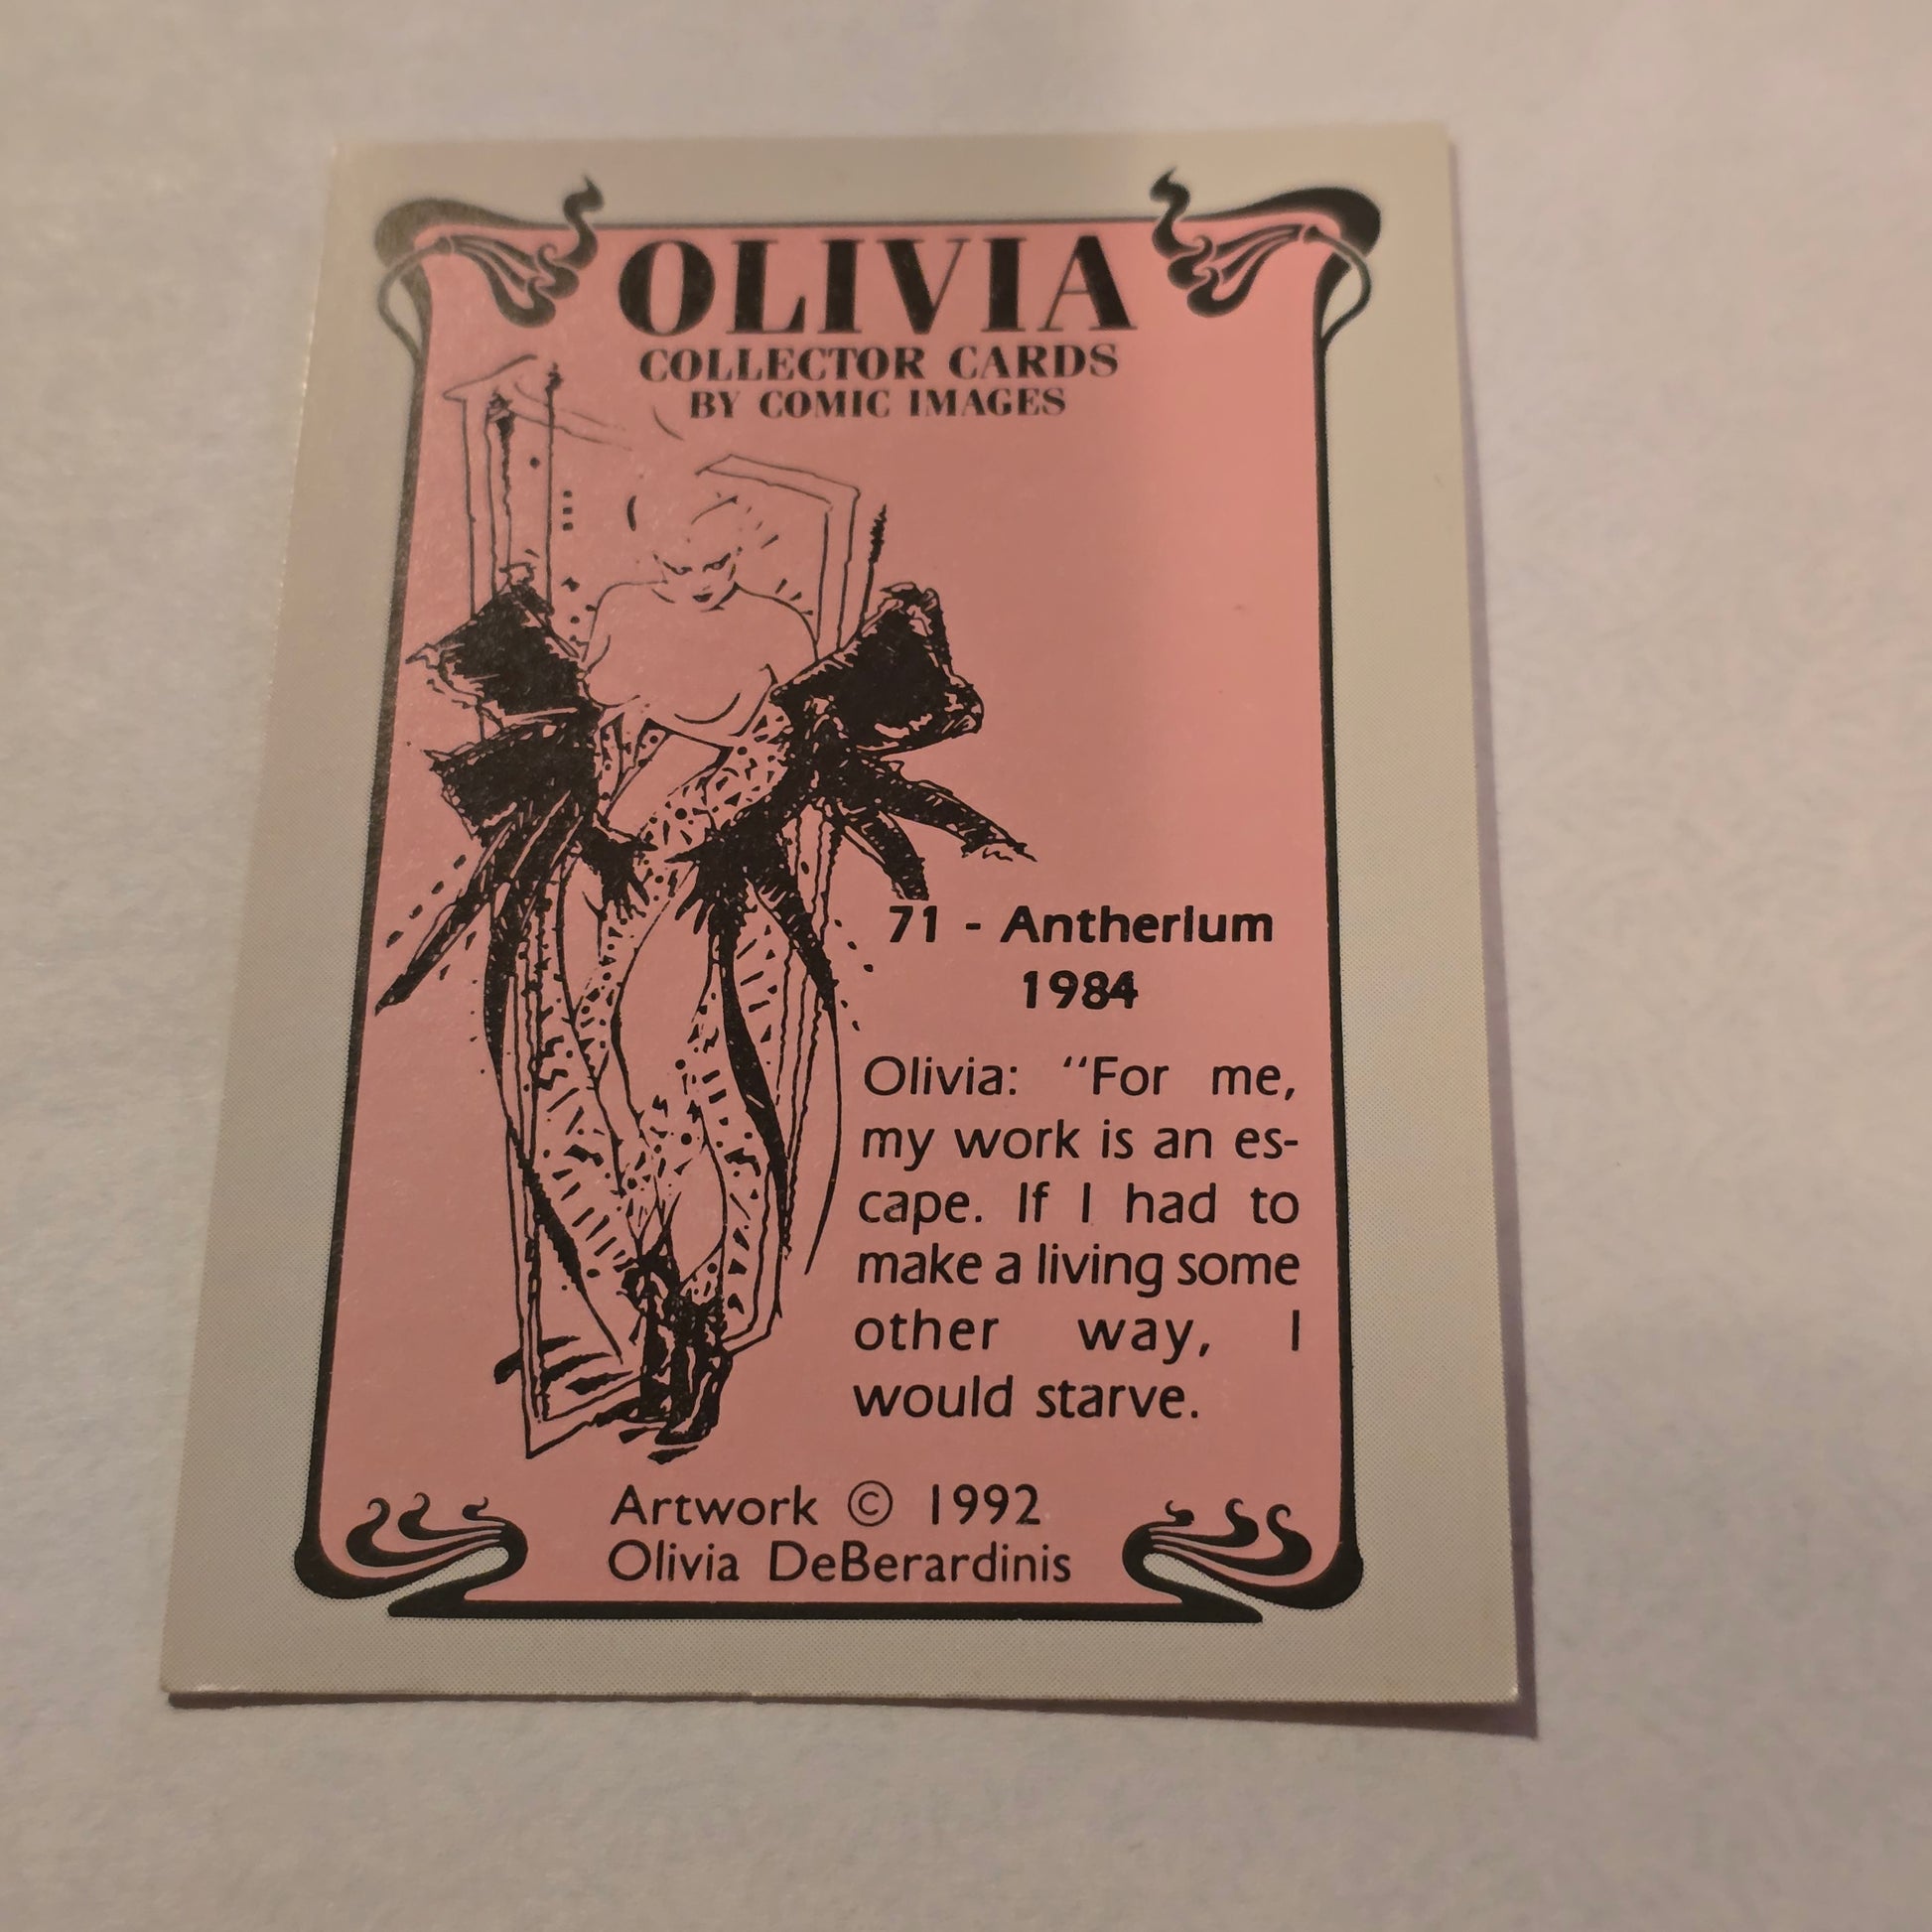 OLIVIA
COLLECTOR CARDS
BY COMIC IMAGES
71 - Antherium
1984
Olivia: "For me,
my work is an es-
cape. If I had to
make a living some
other way, I
would starve.
Artwork © 1992
Olivia DeBerardinis